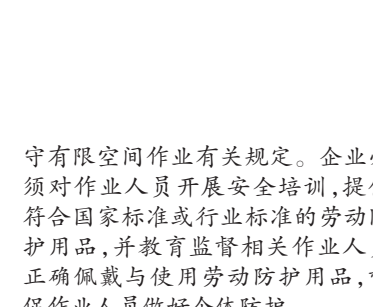 守有限空间作业有关规定。企业
须对作业人员开展安全培训,提
符合国家标准或行业标准的劳动
护用品,并教育监督相关作业人
正确佩戴与使用劳动防护用品,
保作业人员做好个体防护